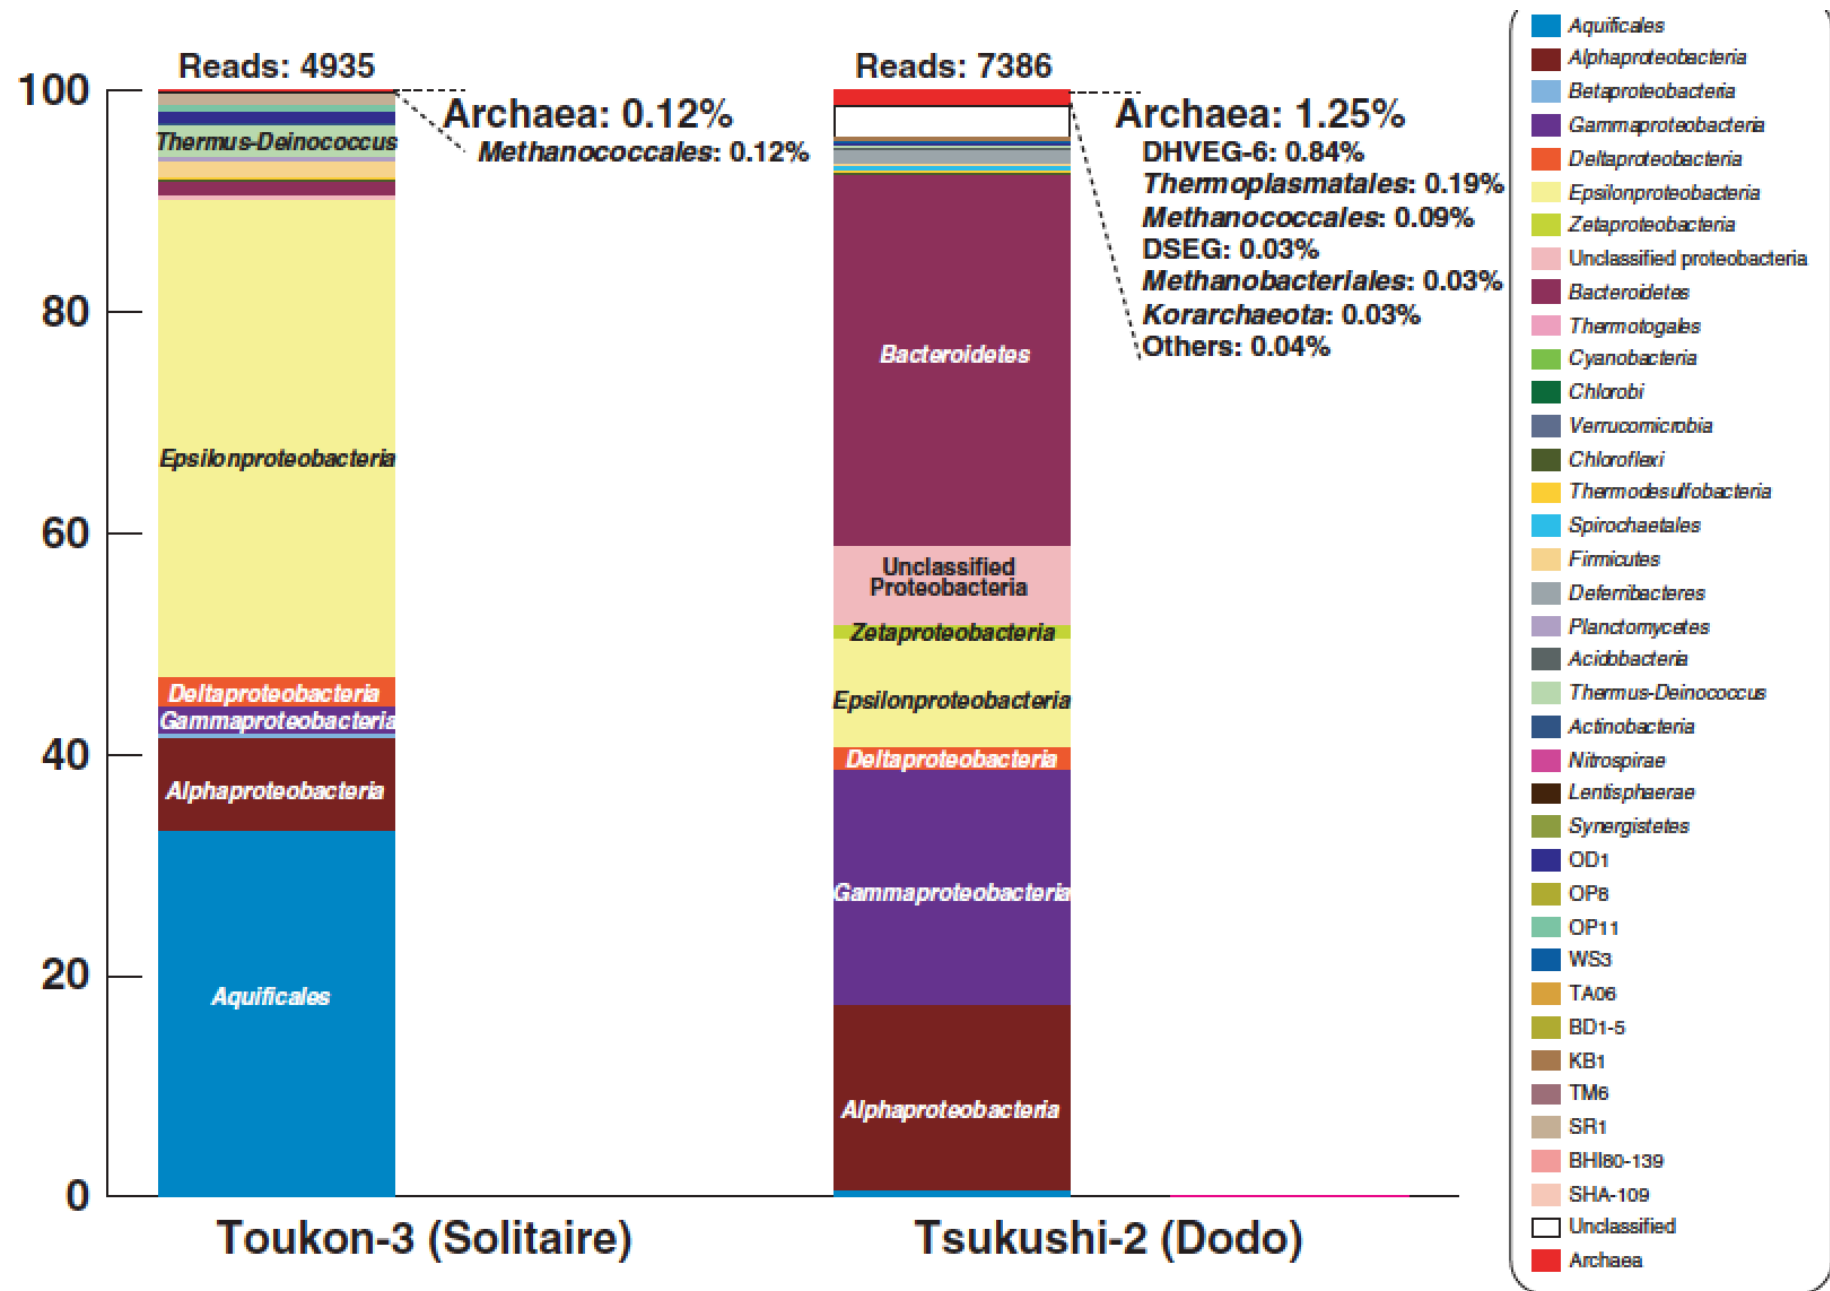 Reads: 4935
Reads: 7386
100
80
60
40
20
0
Archaea: 0.12%
Methanococcales: 0.12%
Thermus-Deinococcus
Epsilonproteobacteria
Deltaproteobacteria
Gammaproteobacteria
Alphaproteobacteria
Aquificales
Archaea: 1.25%
DHVEG-6: 0.84%
Thermoplasmatales: 0.19%
Methanococcales: 0.09%
DSEG: 0.03%
Methanobacteriales: 0.03%
Korarchaeota: 0.03%
Others: 0.04%
Bacteroidetes
Unclassified
Proteobacteria
Zetaproteobacteria
Epsilonproteobacteria
Deltaproteobacteria
Gammaproteobacteria
Alphaproteobacteria
Toukon-3 (Solitaire)
Tsukushi-2 (Dodo)
Aquificales
Alphaproteobacteria
Betaproteobacteria
Gammaproteobacteria
Deltaproteobacteria
Epsilonproteobacteria
Zetaproteobacteria
Unclassified proteobacteria
Bacteroidetes
Thermotogales
Cyanobacteria
Chlorobi
Verrucomicrobia
Chloroflexi
Thermodesulfobacteria
Spirochaetales
Firmicutes
Deferribacteres
Planctomycetes
Acidobacteria
Thermus-Deinococcus
Actinobacteria
Nitrospirae
Lentisphaerae
Synergistetes
OD1
OP8
OP11
WS3
TA06
BD1-5
KB1
TM6
SR1
BHI80-139
SHA-109
Unclassified
Archaea